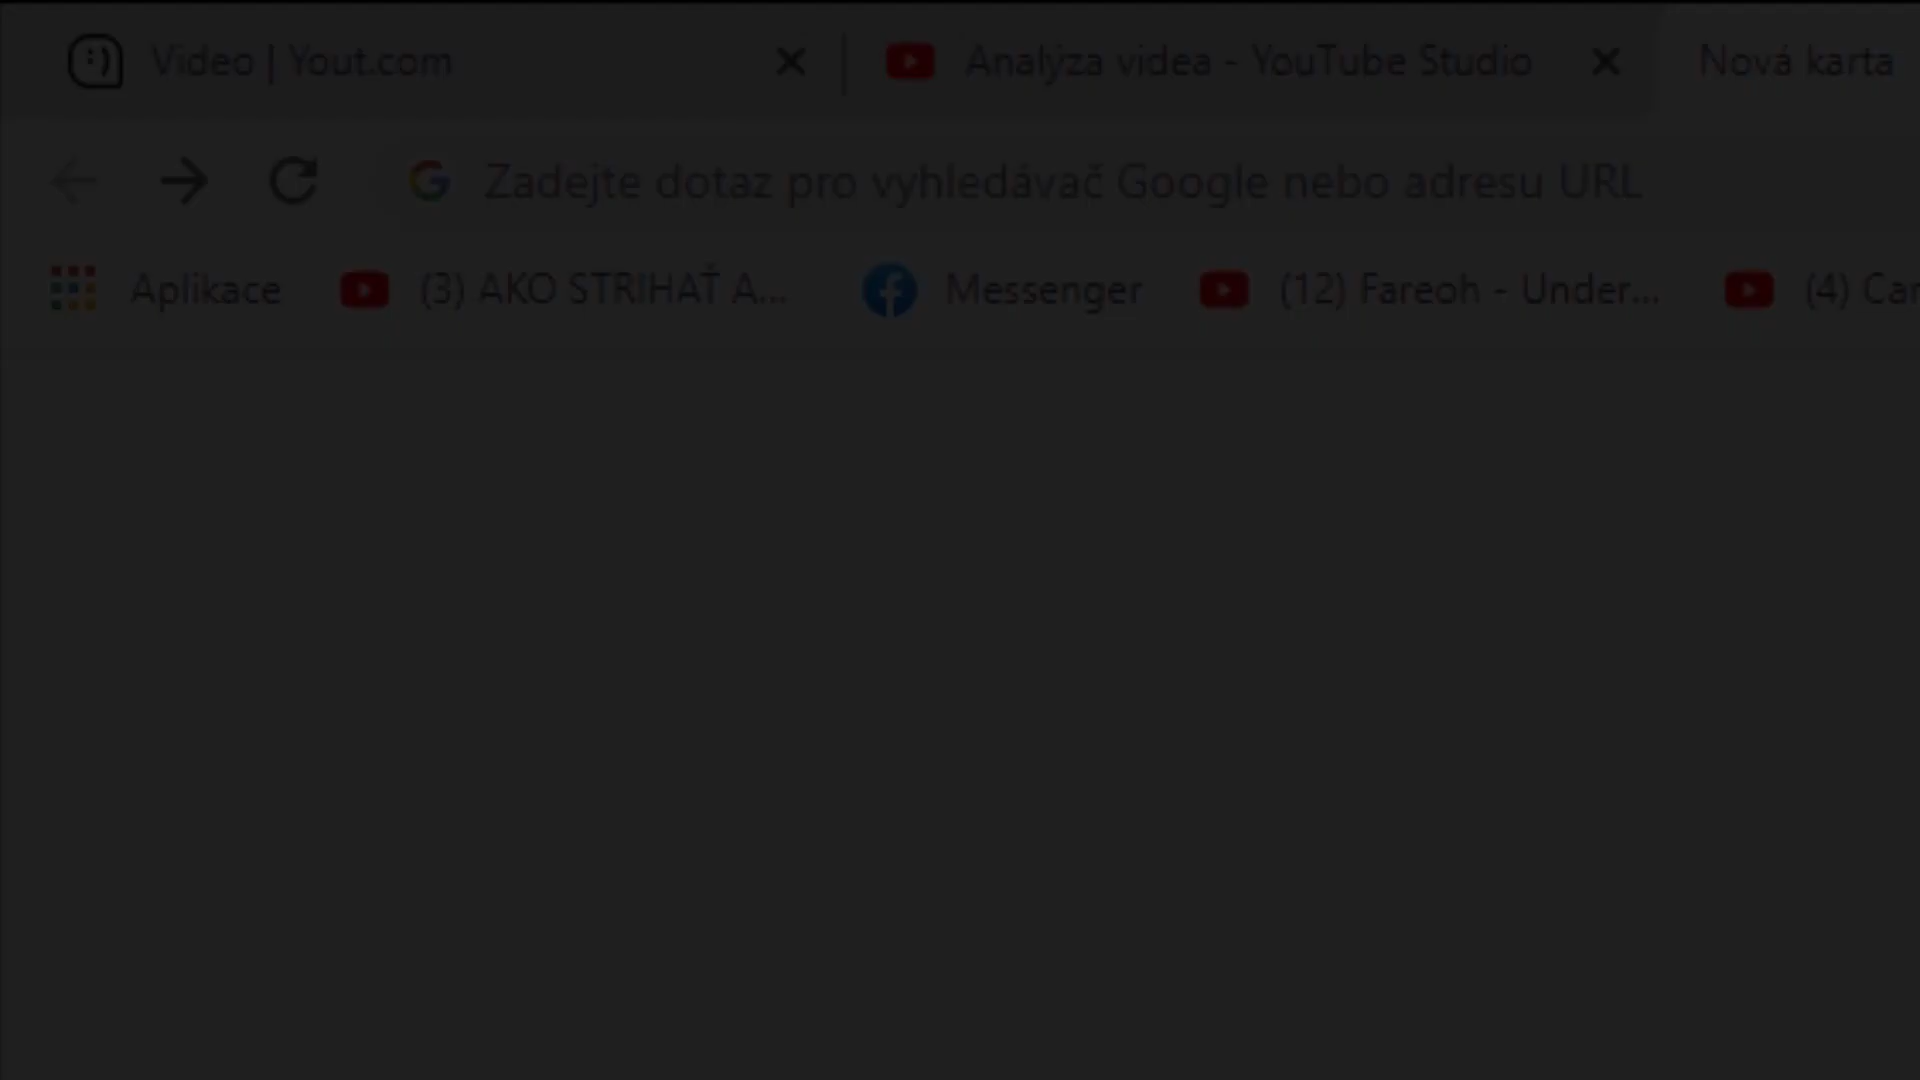 Video | Yout.com
Analýza videa - YouTube Studio
Nová karta
Zadejte dotaz pro vyhledávač Google nebo adresu URL
Aplikace
(3) AKO STRIHAŤ A...
Messenger
(12) Fareoh - Under...
(4) Car